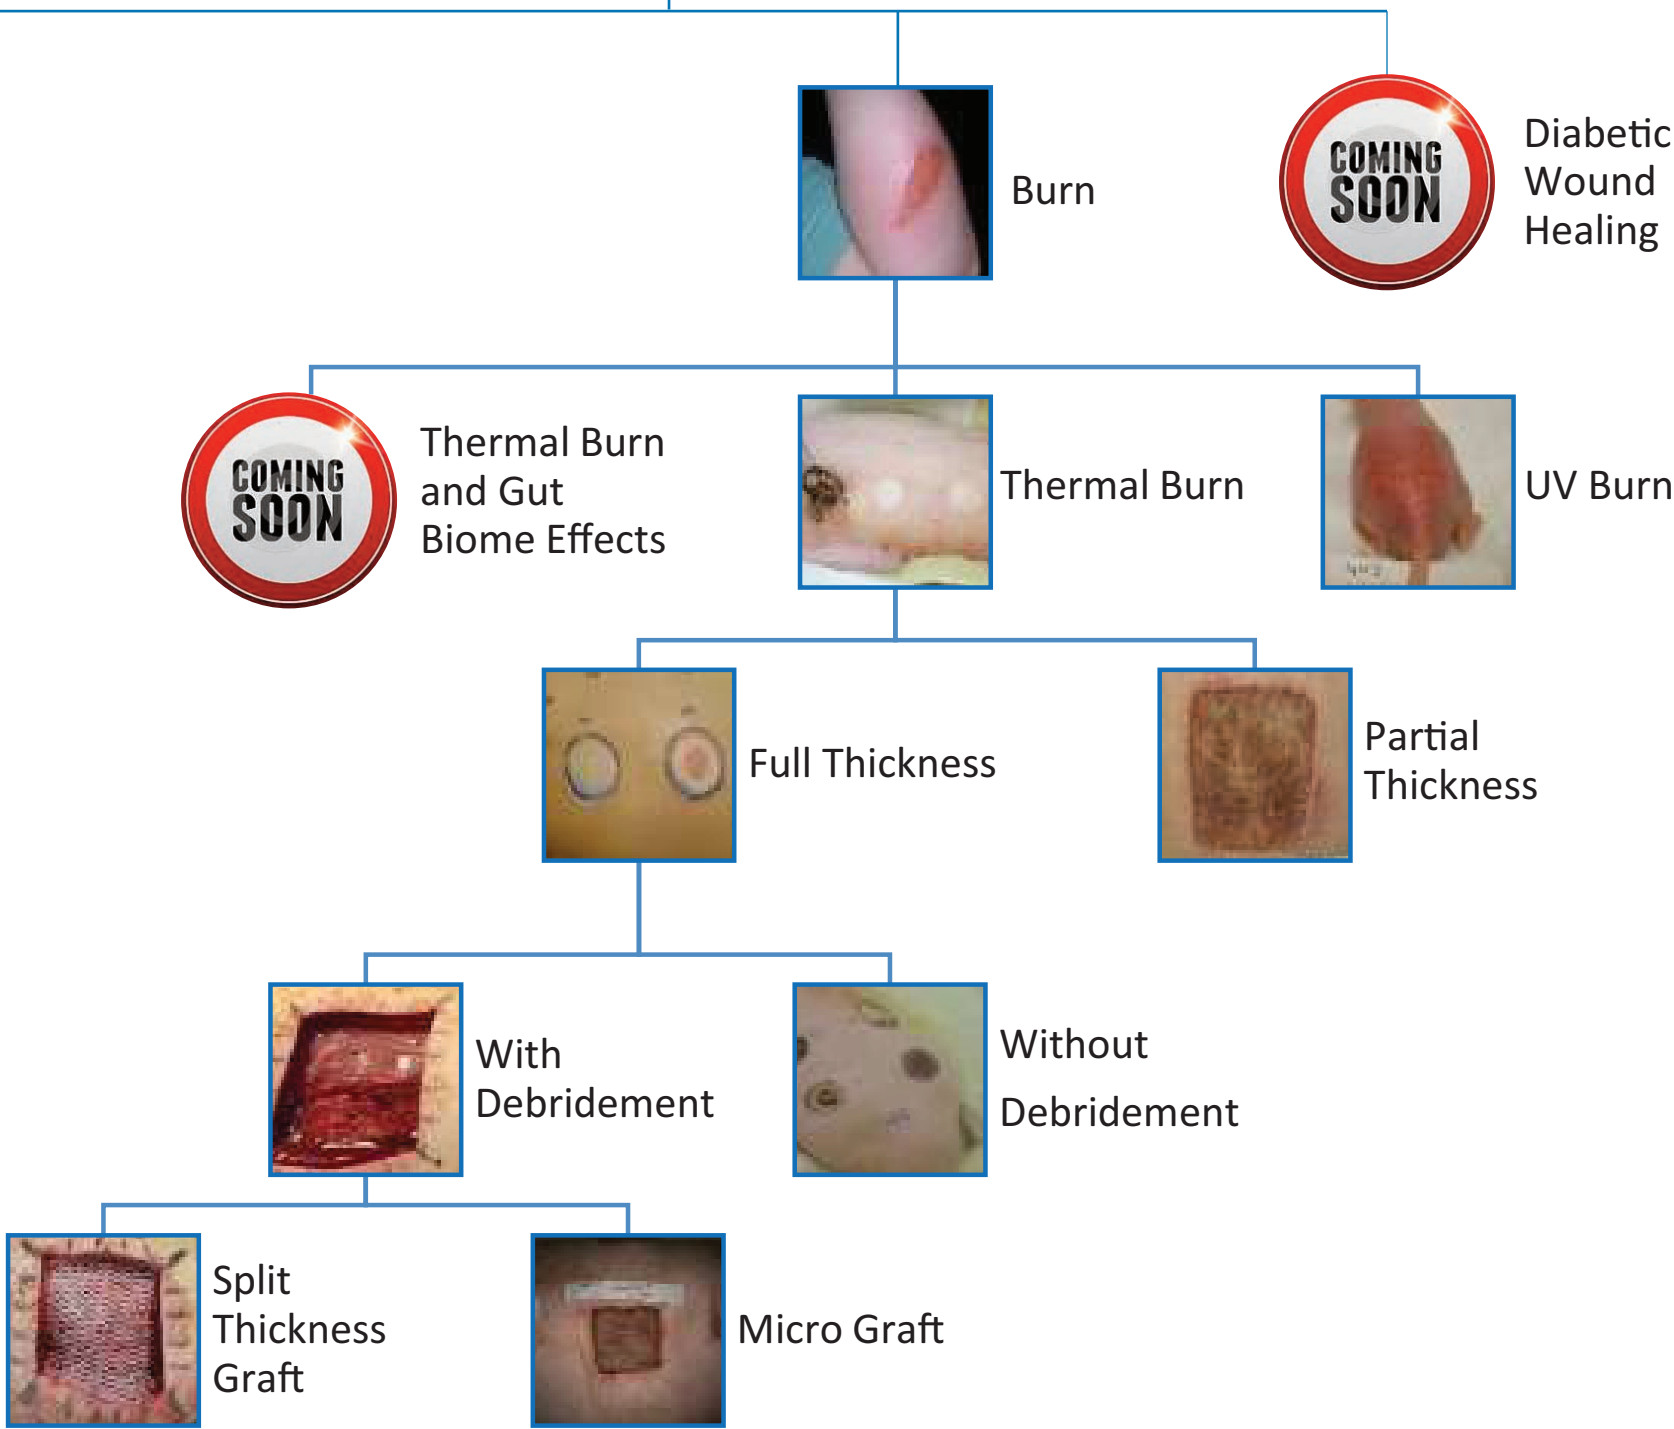 Burn
COMING
SOON
Diabetic
Wound
Healing
COMING
SOON
Thermal Burn
and Gut
Biome Effects
Thermal Burn
UV Burn
Full Thickness
Partial
Thickness
With
Debridement
Without
Debridement
Split
Thickness
Graft
Micro Graft